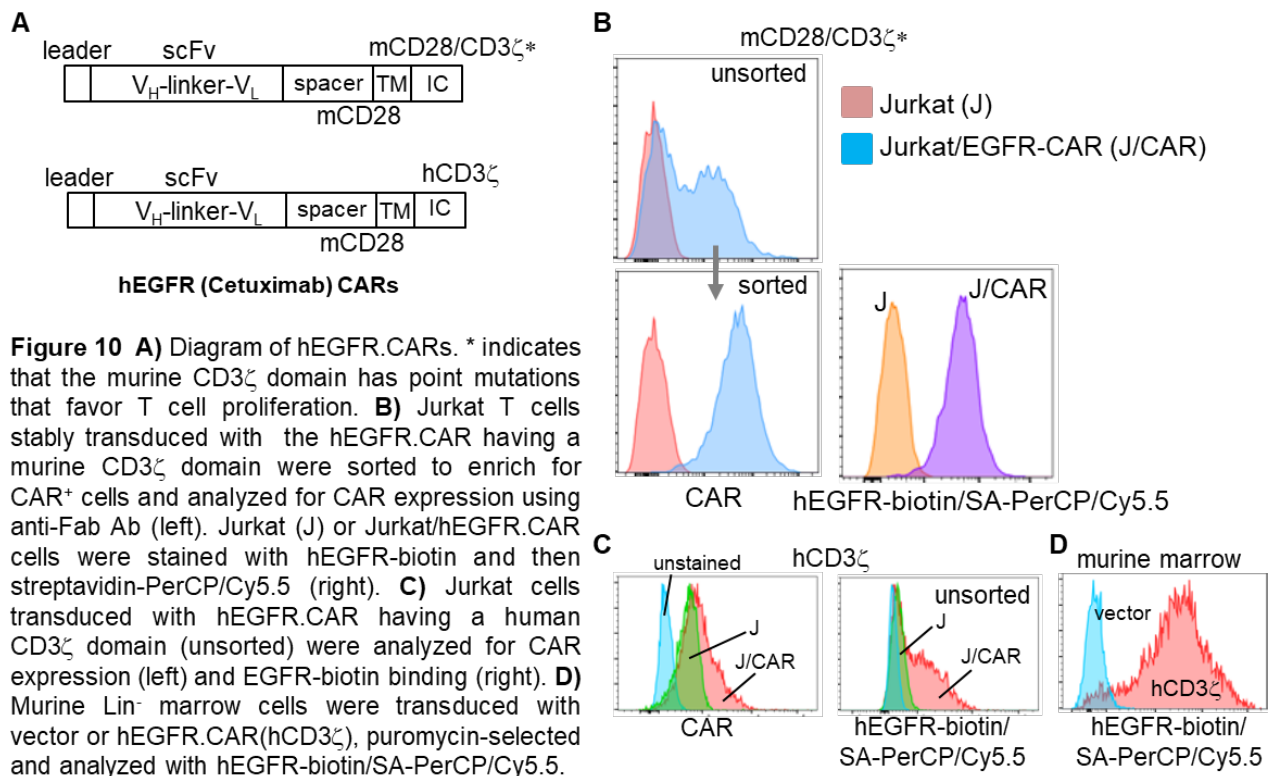 A
leader scFv mCD28/CD3ζ*
V_H-linker-V_L spacer TM IC
mCD28
leader scFv hCD3ζ
V_H-linker-V_L spacer TM IC
mCD28
hEGFR (Cetuximab) CARs
Figure 10 A) Diagram of hEGFR.CARs. * indicates
that the murine CD3ζ domain has point mutations
that favor T cell proliferation. B) Jurkat T cells
stably transduced with the hEGFR.CAR having a
murine CD3ζ domain were sorted to enrich for
CAR⁺ cells and analyzed for CAR expression using
anti-Fab Ab (left). Jurkat (J) or Jurkat/hEGFR.CAR
cells were stained with hEGFR-biotin and then
streptavidin-PerCP/Cy5.5 (right). C) Jurkat cells
transduced with hEGFR.CAR having a human
CD3ζ domain (unsorted) were analyzed for CAR
expression (left) and EGFR-biotin binding (right). D)
Murine Lin⁻ marrow cells were transduced with
vector or hEGFR.CAR(hCD3ζ), puromycin-selected
and analyzed with hEGFR-biotin/SA-PerCP/Cy5.5.
B
mCD28/CD3ζ*
unsorted
Jurkat (J)
Jurkat/EGFR-CAR (J/CAR)
sorted
J J/CAR
CAR hEGFR-biotin/SA-PerCP/Cy5.5
C
hCD3ζ
unstained
J
J/CAR
CAR
unsorted
J
J/CAR
hEGFR-biotin/
SA-PerCP/Cy5.5
D
murine marrow
vector
hCD3ζ
hEGFR-biotin/
SA-PerCP/Cy5.5